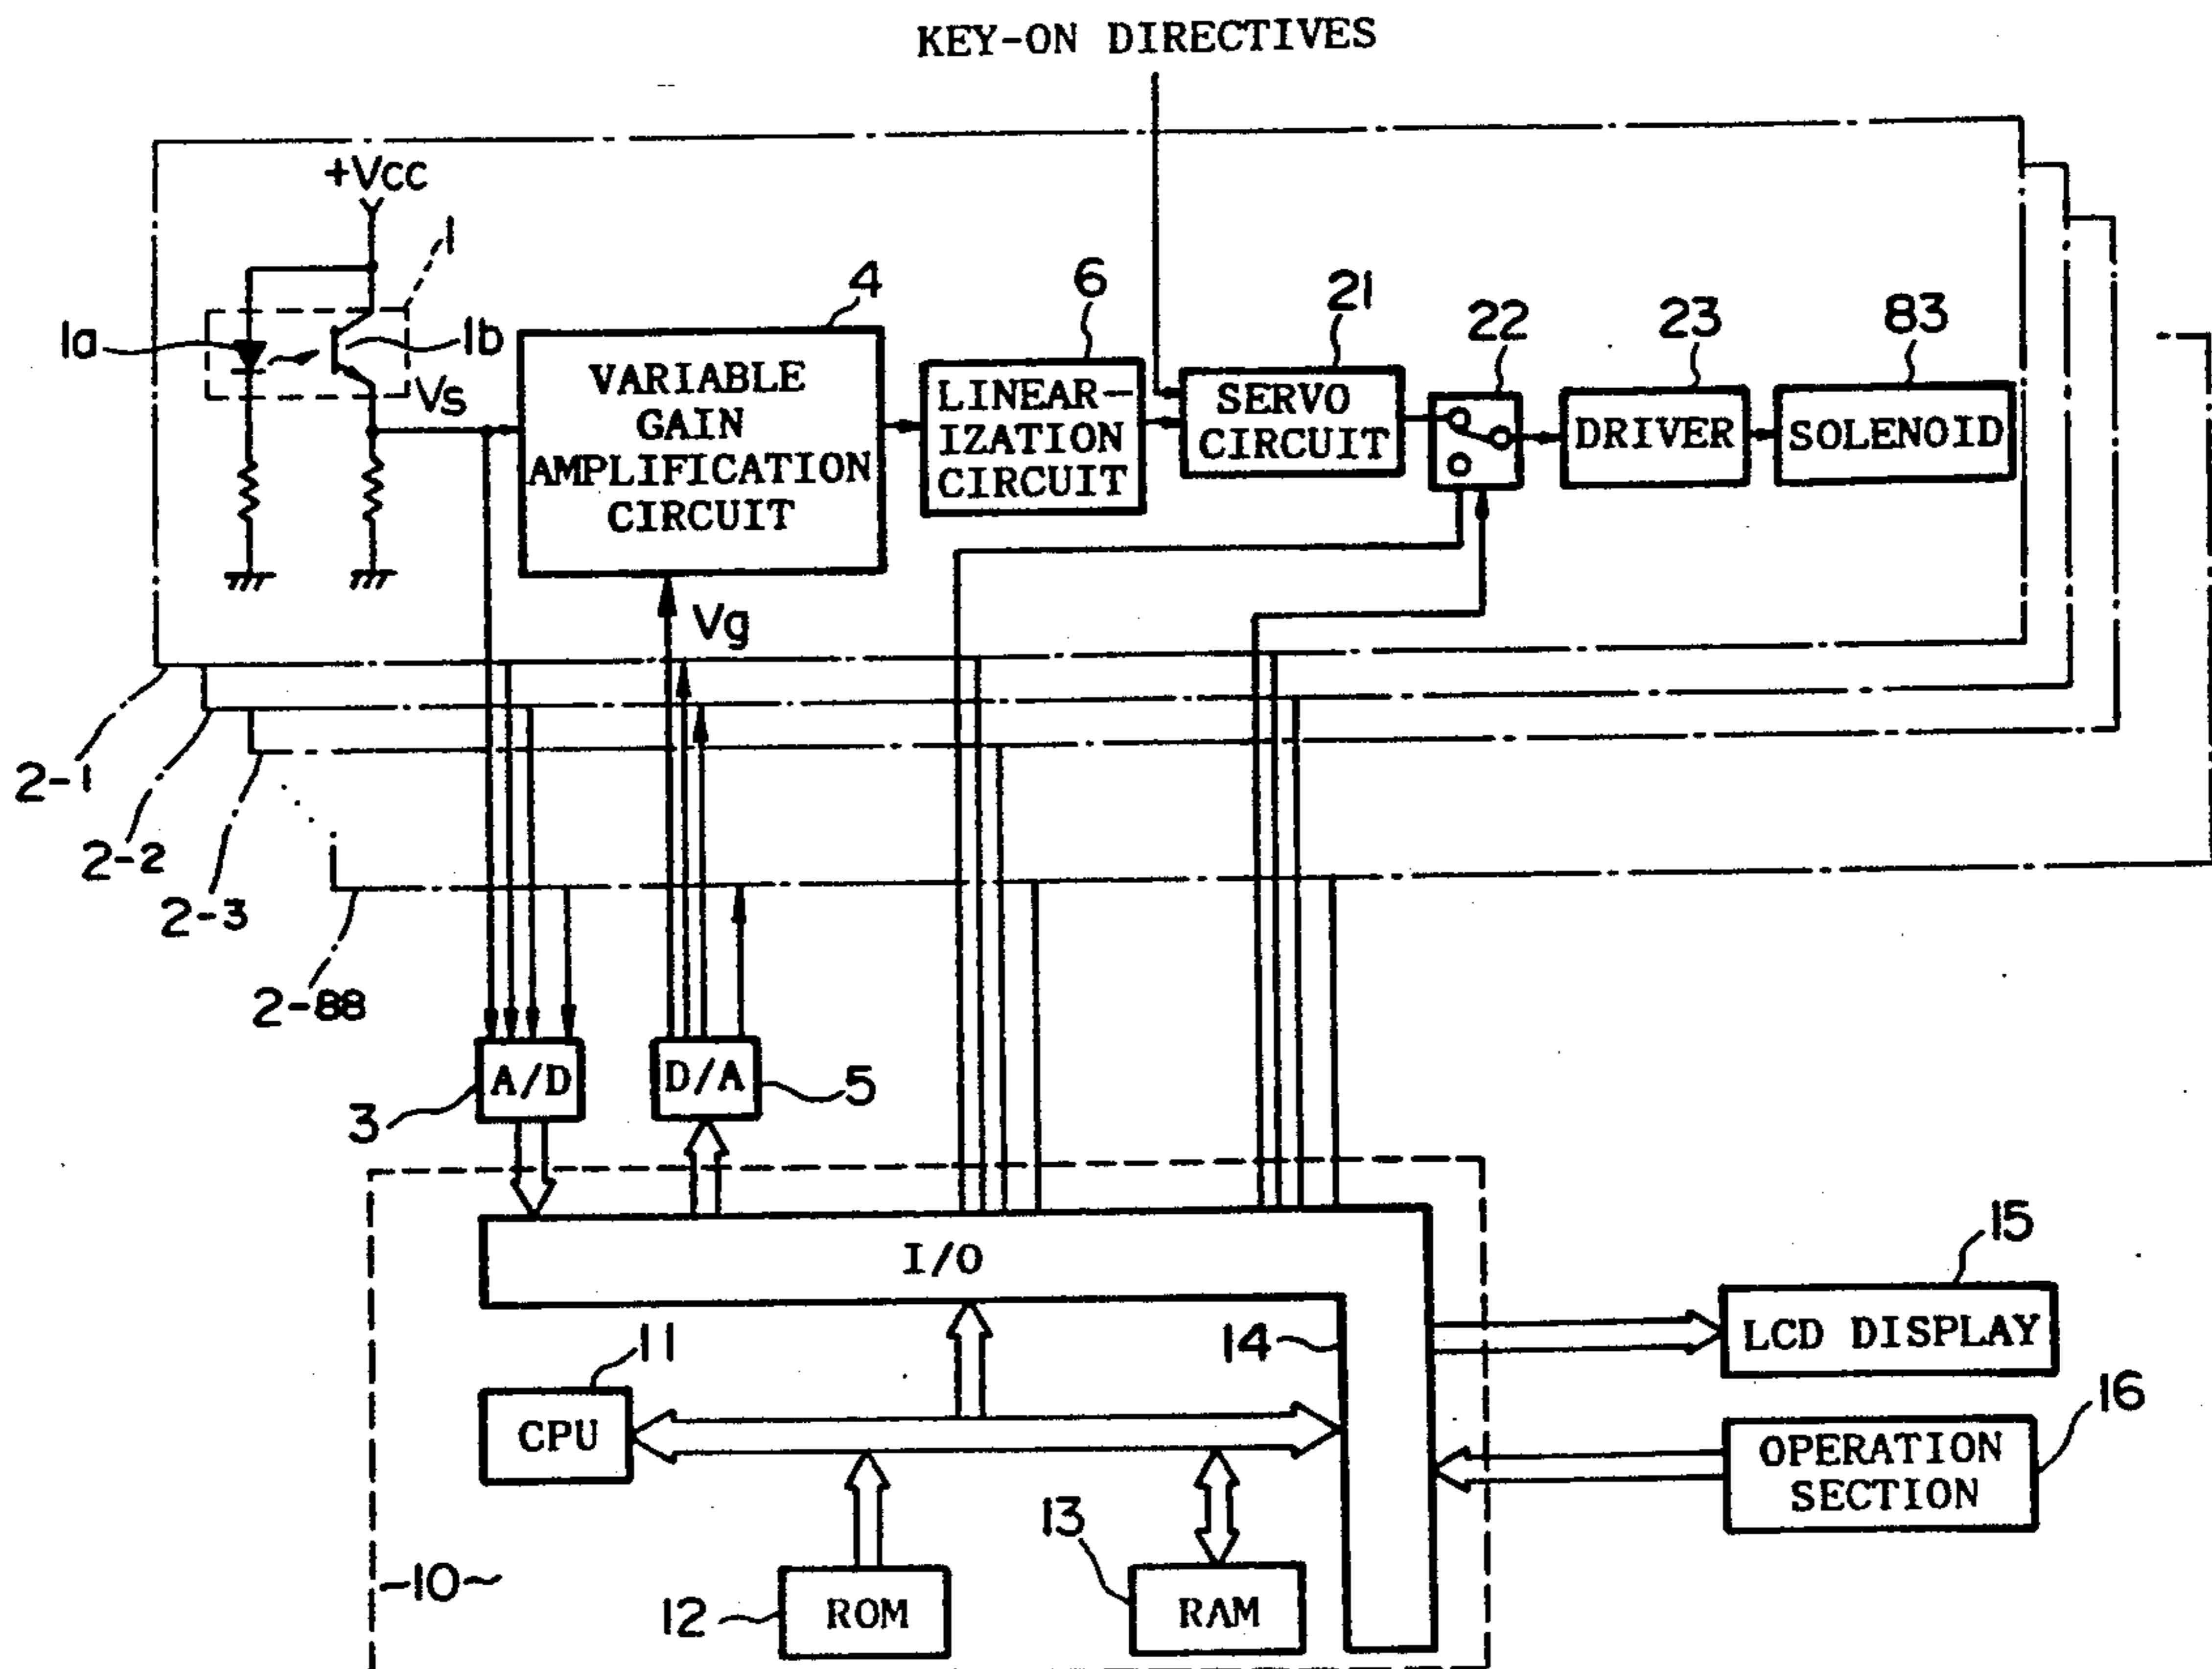 KEY-ON DIRECTIVES
+Vcc
1
1a
1b
Vs
4
VARIABLE
GAIN
AMPLIFICATION
CIRCUIT
6
LINEAR-
IZATION
CIRCUIT
21
SERVO
CIRCUIT
22
23
DRIVER
83
SOLENOID
Vg
2-1
2-2
2-3
2-88
A/D
3
D/A
5
I/O
14
11
CPU
15
LCD DISPLAY
16
OPERATION
SECTION
10
12
ROM
13
RAM